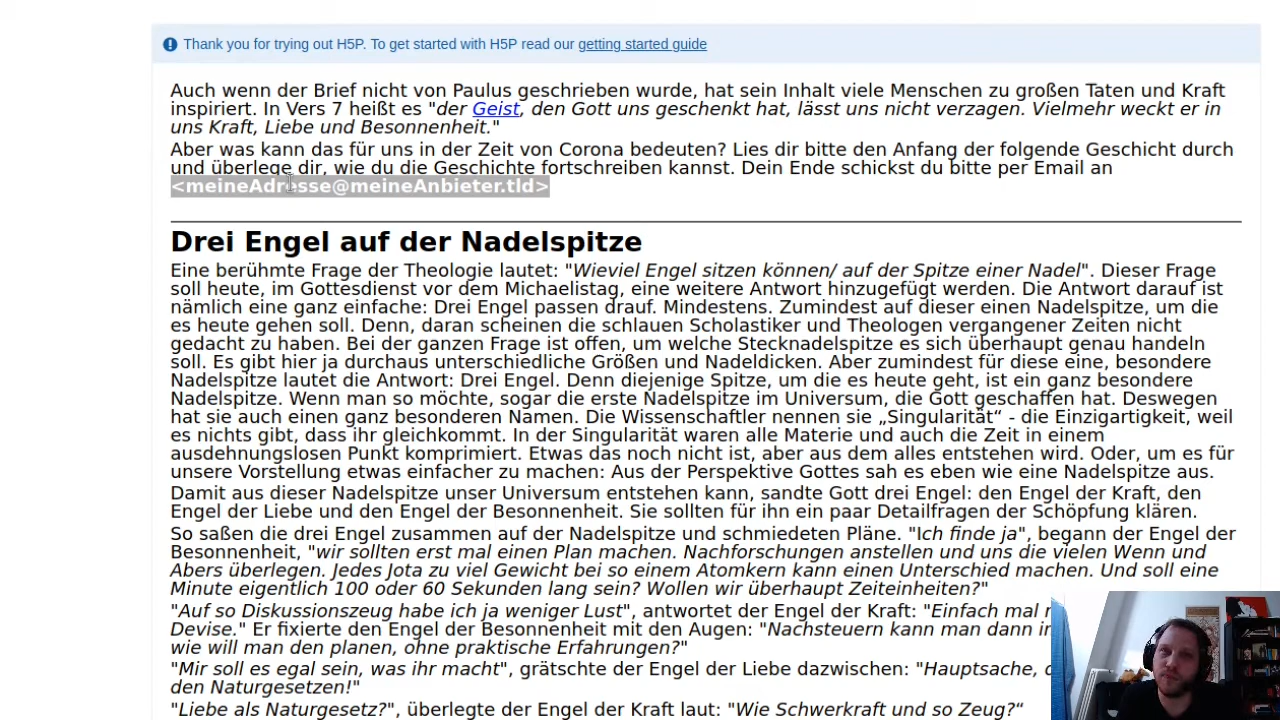 Thank you for trying out H5P. To get started with H5P read our getting started guide
Auch wenn der Brief nicht von Paulus geschrieben wurde, hat sein Inhalt viele Menschen zu großen Taten und Kraft
inspiriert. In Vers 7 heißt es "der Geist, den Gott uns geschenkt hat, lässt uns nicht verzagen. Vielmehr weckt er in
uns Kraft, Liebe und Besonnenheit."
Aber was kann das für uns in der Zeit von Corona bedeuten? Lies dir bitte den Anfang der folgende Geschicht durch
und überlege dir, wie du die Geschichte fortschreiben kannst. Dein Ende schickst du bitte per Email an
<meineAdresse@meineAnbieter.tld>
Drei Engel auf der Nadelspitze
Eine berühmte Frage der Theologie lautet: "Wieviel Engel sitzen können/ auf der Spitze einer Nadel". Dieser Frage
soll heute, im Gottesdienst vor dem Michaelistag, eine weitere Antwort hinzugefügt werden. Die Antwort darauf ist
nämlich eine ganz einfache: Drei Engel passen drauf. Mindestens. Zumindest auf dieser einen Nadelspitze, um die
es heute gehen soll. Denn, daran scheinen die schlauen Scholastiker und Theologen vergangener Zeiten nicht
gedacht zu haben. Bei der ganzen Frage ist offen, um welche Stecknadelspitze es sich überhaupt genau handeln
soll. Es gibt hier ja durchaus unterschiedliche Größen und Nadeldicken. Aber zumindest für diese eine, besondere
Nadelspitze lautet die Antwort: Drei Engel. Denn diejenige Spitze, um die es heute geht, ist ein ganz besondere
Nadelspitze. Wenn man so möchte, sogar die erste Nadelspitze im Universum, die Gott geschaffen hat. Deswegen
hat sie auch einen ganz besonderen Namen. Die Wissenschaftler nennen sie „Singularität“ - die Einzigartigkeit, weil
es nichts gibt, dass ihr gleichkommt. In der Singularität waren alle Materie und auch die Zeit in einem
ausdehnungslosen Punkt komprimiert. Etwas das noch nicht ist, aber aus dem alles entstehen wird. Oder, um es für
unsere Vorstellung etwas einfacher zu machen: Aus der Perspektive Gottes sah es eben wie eine Nadelspitze aus.
Damit aus dieser Nadelspitze unser Universum entstehen kann, sandte Gott drei Engel: den Engel der Kraft, den
Engel der Liebe und den Engel der Besonnenheit. Sie sollten für ihn ein paar Detailfragen der Schöpfung klären.
So saßen die drei Engel zusammen auf der Nadelspitze und schmiedeten Pläne. "Ich finde ja", begann der Engel der
Besonnenheit, "wir sollten erst mal einen Plan machen. Nachforschungen anstellen und uns die vielen Wenn und
Abers überlegen. Jedes Jota zu viel Gewicht bei so einem Atomkern kann einen Unterschied machen. Und soll eine
Minute eigentlich 100 oder 60 Sekunden lang sein? Wollen wir überhaupt Zeiteinheiten?"
"Auf so Diskussionszeug habe ich ja weniger Lust", antwortet der Engel der Kraft: "Einfach mal
Devise." Er fixierte den Engel der Besonnenheit mit den Augen: "Nachsteuern kann man dann
wie will man den planen, ohne praktische Erfahrungen?"
"Mir soll es egal sein, was ihr macht", grätschte der Engel der Liebe dazwischen: "Hauptsache,
den Naturgesetzen!"
"Liebe als Naturgesetz?", überlegte der Engel der Kraft laut: "Wie Schwerkraft und so Zeug?“